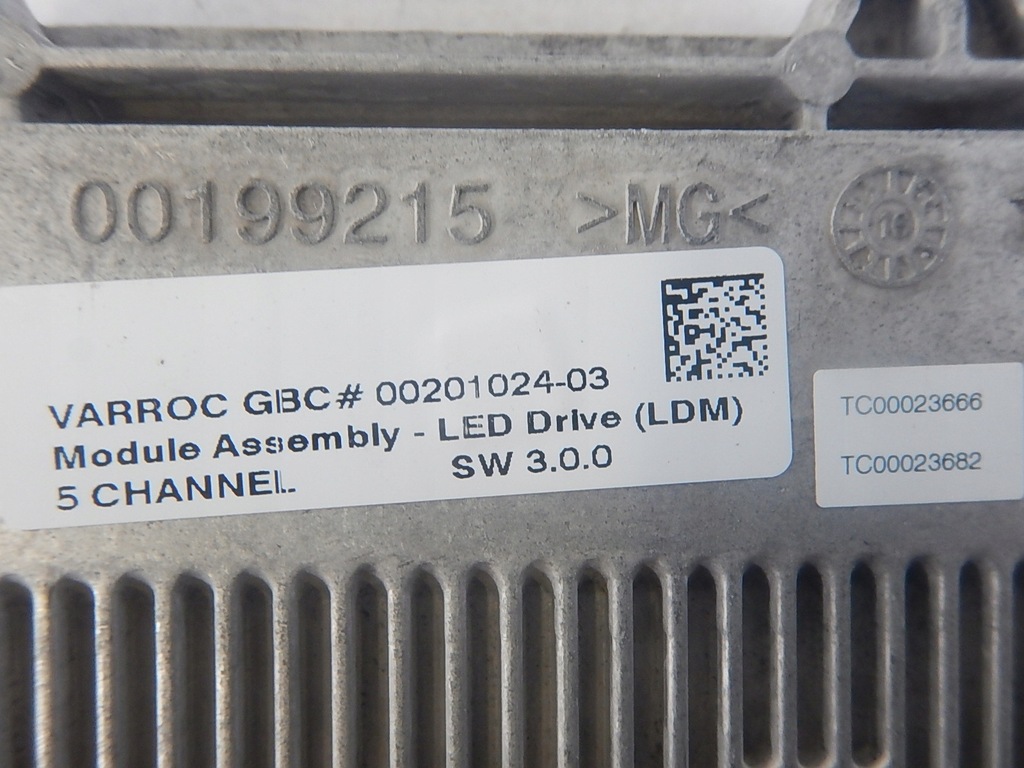 00199215 >MG<
VARROC GBC# 00201024-03
Module Assembly - LED Drive (LDM)
5 CHANNEL SW 3.0.0
TC00023666
TC00023682